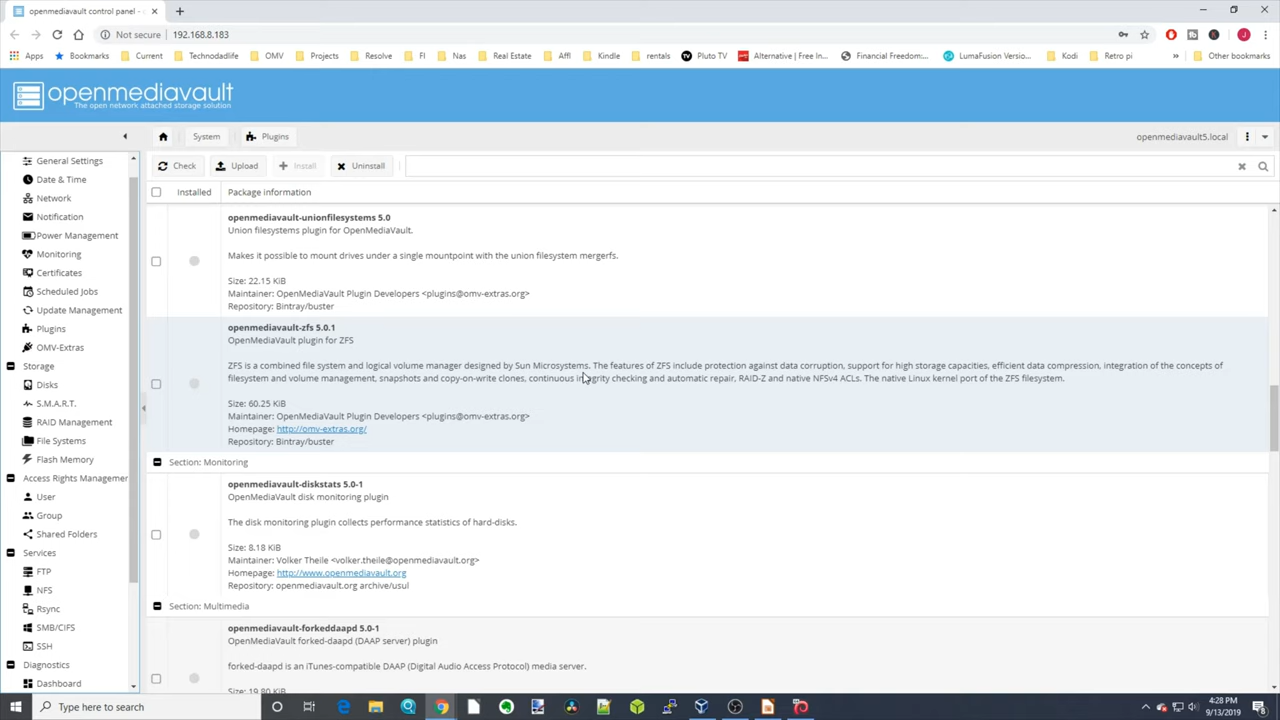 openmediavault control panel -
Not secure 192.168.8.183
Apps Bookmarks Current Technodadlife OMV Projects Resolve FI Nas Real Estate Affl Kindle rentals Pluto TV Alternative | Free In... Financial Freedom:... LumaFusion Versio... Kodi Retro pi Other bookmarks
openmediavault
The open network attached storage solution
System Plugins openmediavault5.local
General Settings
Date & Time
Network
Notification
Power Management
Monitoring
Certificates
Scheduled Jobs
Update Management
Plugins
OMV-Extras
Storage
Disks
S.M.A.R.T.
RAID Management
File Systems
Flash Memory
Access Rights Managemen
User
Group
Shared Folders
Services
FTP
NFS
Rsync
SMB/CIFS
SSH
Diagnostics
Dashboard
Check Upload Install Uninstall
Installed Package information
openmediavault-unionfilesystems 5.0
Union filesystems plugin for OpenMediaVault.
Makes it possible to mount drives under a single mountpoint with the union filesystem mergerfs.
Size: 22.15 KiB
Maintainer: OpenMediaVault Plugin Developers <plugins@omv-extras.org>
Repository: Bintray/buster
openmediavault-zfs 5.0.1
OpenMediaVault plugin for ZFS
ZFS is a combined file system and logical volume manager designed by Sun Microsystems. The features of ZFS include protection against data corruption, support for high storage capacities, efficient data compression, integration of the concepts of
filesystem and volume management, snapshots and copy-on-write clones, continuous integrity checking and automatic repair, RAID-Z and native NFSv4 ACLs. The native Linux kernel port of the ZFS filesystem.
Size: 60.25 KiB
Maintainer: OpenMediaVault Plugin Developers <plugins@omv-extras.org>
Homepage: http://omv-extras.org/
Repository: Bintray/buster
Section: Monitoring
openmediavault-diskstats 5.0-1
OpenMediaVault disk monitoring plugin
The disk monitoring plugin collects performance statistics of hard-disks.
Size: 8.18 KiB
Maintainer: Volker Theile <volker.theile@openmediavault.org>
Homepage: http://www.openmediavault.org
Repository: openmediavault.org archive/usul
Section: Multimedia
openmediavault-forkeddaapd 5.0-1
OpenMediaVault forked-daapd (DAAP server) plugin
forked-daapd is an iTunes-compatible DAAP (Digital Audio Access Protocol) media server.
Size: 19.80 KiB
Type here to search
4:28 PM
9/13/2019